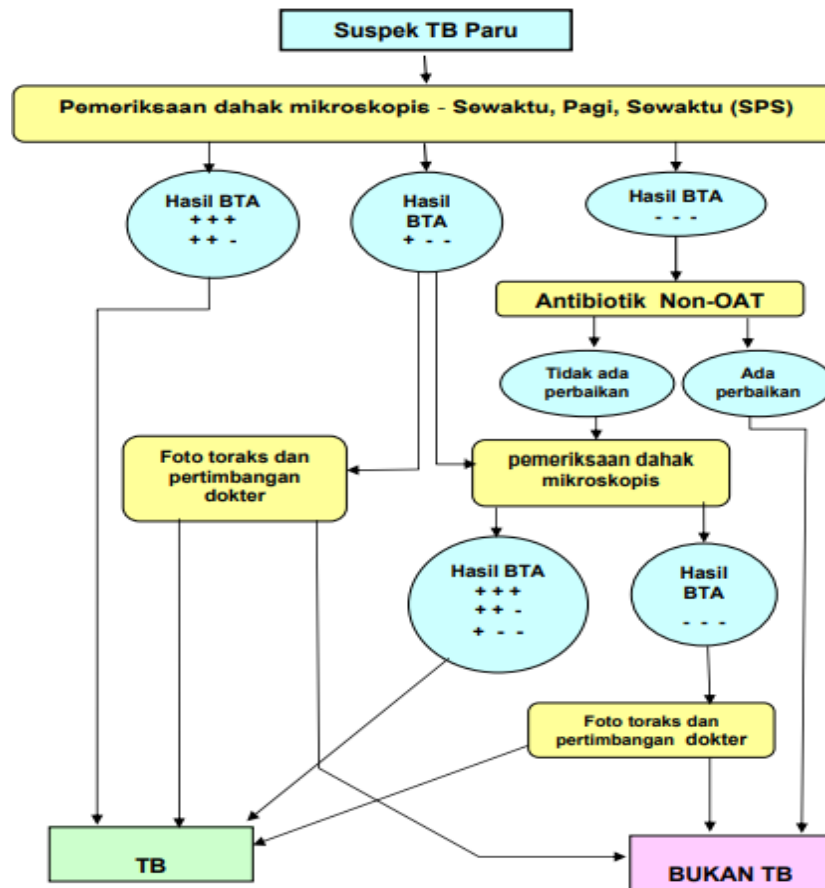 Suspek TB Paru
Pemeriksaan dahak mikroskopis - Sewaktu, Pagi, Sewaktu (SPS)
Hasil BTA
+ + +
+ + -
Hasil
BTA
+ - -
Hasil BTA
- - -
Antibiotik Non-OAT
Tidak ada
perbaikan
Ada
perbaikan
Foto toraks dan
pertimbangan
dokter
pemeriksaan dahak
mikroskopis
Hasil BTA
+ + +
+ + -
+ - -
Hasil
BTA
- - -
Foto toraks dan
pertimbangan dokter
TB
BUKAN TB